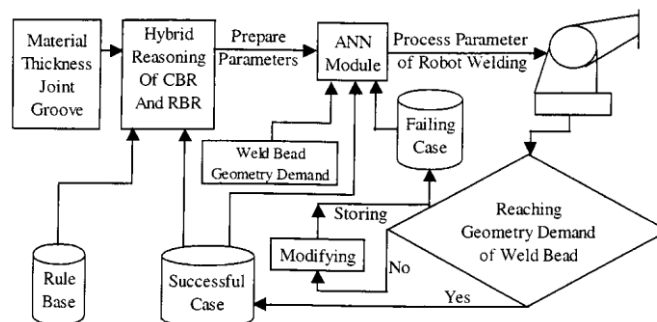 Material
Thickness
Joint
Groove
Hybrid
Reasoning
Of CBR
And RBR
Prepare
Parameters
ANN
Module
Process Parameter
of Robot Welding
Weld Bead
Geometry Demand
Failing
Case
Storing
Modifying
No
Reaching
Geometry Demand
of Weld Bead
Yes
Rule
Base
Successful
Case